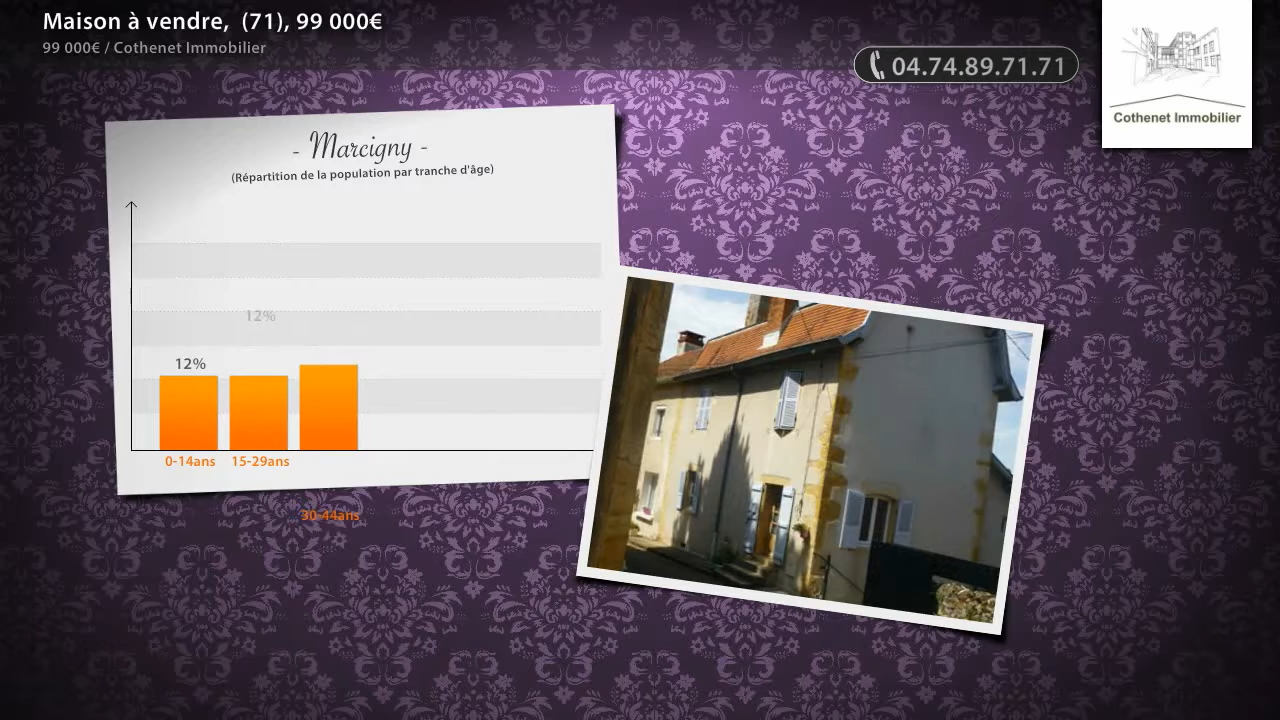 Maison à vendre,  (71), 99 000€
99 000€ / Cothenet Immobilier
04.74.89.71.71
Cothenet Immobilier
- Marcigny -
(Répartition de la population par tranche d'âge)
12%
12%
0-14ans
15-29ans
30-44ans